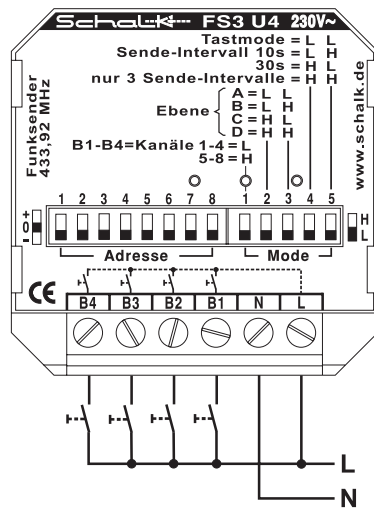 Schalk FS3 U4 230V~
Tastmode = L L
Sende-Intervall 10s = L H
30s = H L
nur 3 Sende-Intervalle = H H
A = L L
B = L H
Ebene
C = H L
D = H H
B1-B4=Kanäle 1-4 = L
5-8 = H
Funksender
433,92 MHz
www.schalk.de
1 2 3 4 5 6 7 8 1 2 3 4 5
+
0
-
H
L
Adresse Mode
CE
B4 B3 B2 B1 N L
L
N